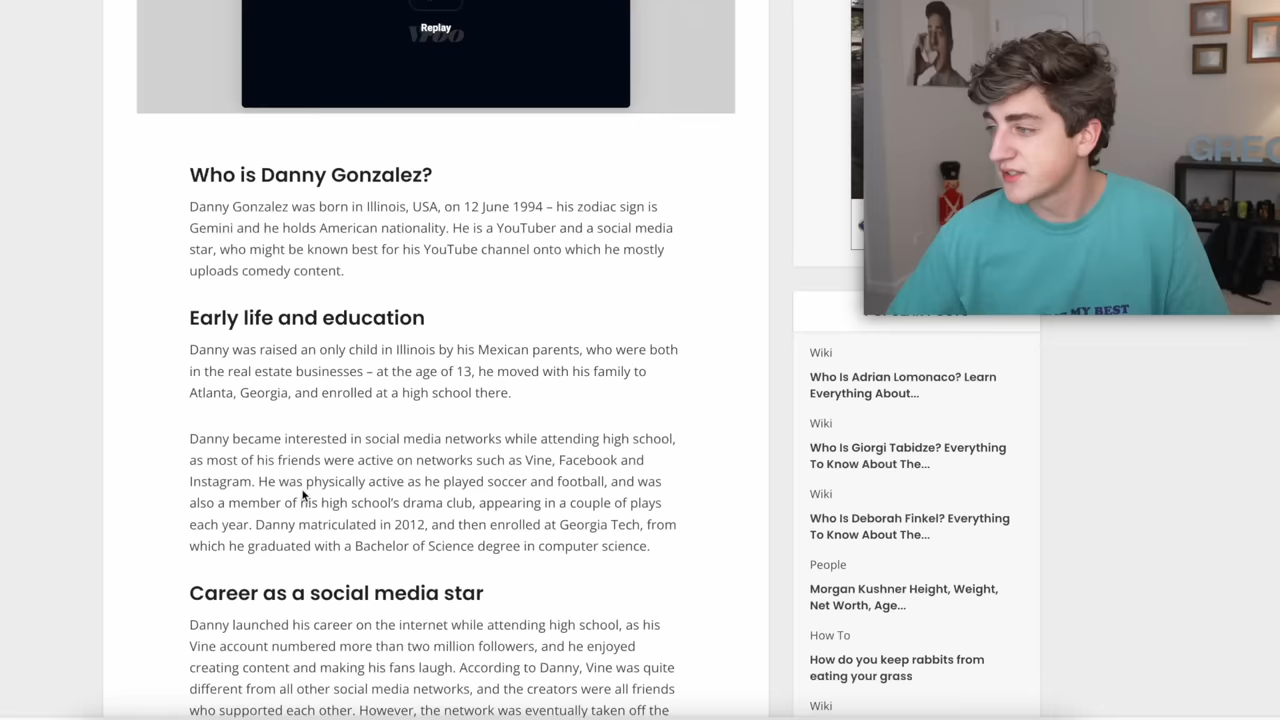 Replay
Who is Danny Gonzalez?
Danny Gonzalez was born in Illinois, USA, on 12 June 1994 – his zodiac sign is
Gemini and he holds American nationality. He is a YouTuber and a social media
star, who might be known best for his YouTube channel onto which he mostly
uploads comedy content.
Early life and education
Danny was raised an only child in Illinois by his Mexican parents, who were both
in the real estate businesses – at the age of 13, he moved with his family to
Atlanta, Georgia, and enrolled at a high school there.
Danny became interested in social media networks while attending high school,
as most of his friends were active on networks such as Vine, Facebook and
Instagram. He was physically active as he played soccer and football, and was
also a member of his high school’s drama club, appearing in a couple of plays
each year. Danny matriculated in 2012, and then enrolled at Georgia Tech, from
which he graduated with a Bachelor of Science degree in computer science.
Career as a social media star
Danny launched his career on the internet while attending high school, as his
Vine account numbered more than two million followers, and he enjoyed
creating content and making his fans laugh. According to Danny, Vine was quite
different from all other social media networks, and the creators were all friends
who supported each other. However, the network was eventually taken off the
GREG
MY BEST
Wiki
Who Is Adrian Lomonaco? Learn
Everything About...
Wiki
Who Is Giorgi Tabidze? Everything
To Know About The...
Wiki
Who Is Deborah Finkel? Everything
To Know About The...
People
Morgan Kushner Height, Weight,
Net Worth, Age...
How To
How do you keep rabbits from
eating your grass
Wiki